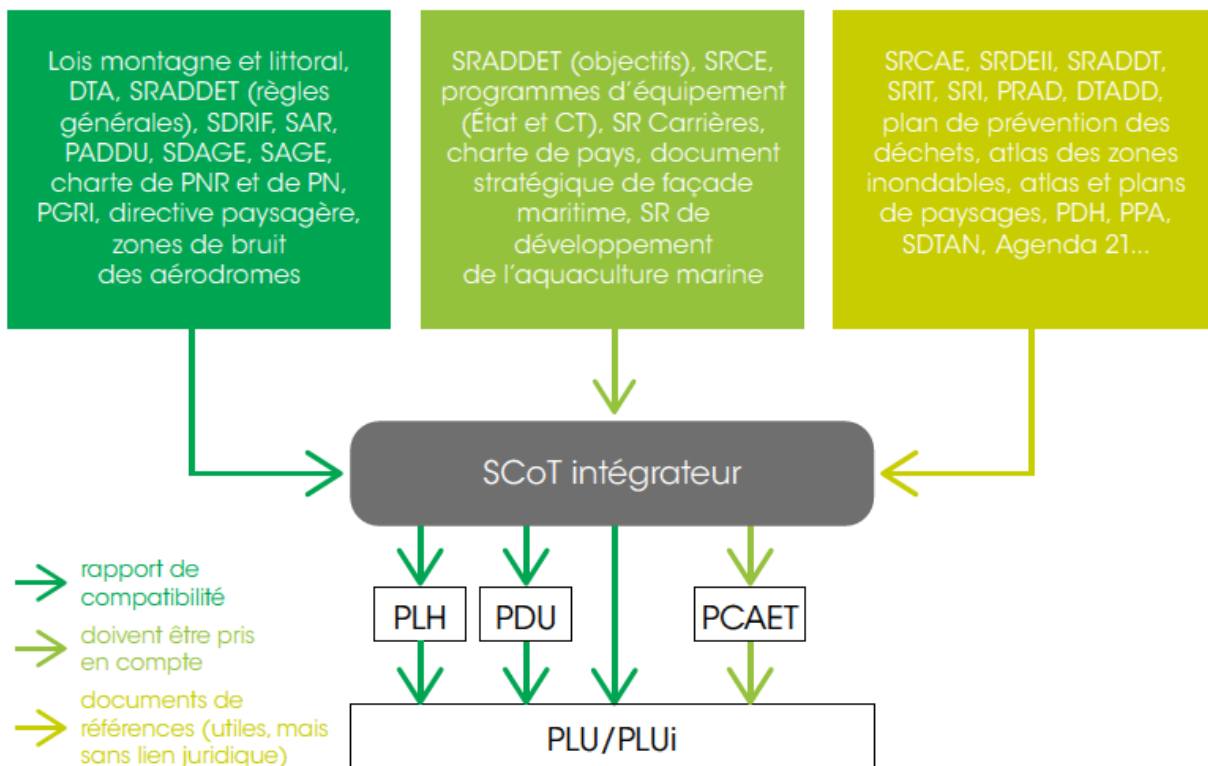 Lois montagne et littoral,
DTA, SRADDET (règles
générales), SDRIF, SAR,
PADDU, SDAGE, SAGE,
charte de PNR et de PN,
PGRI, directive paysagère,
zones de bruit
des aérodromes
SRADDET (objectifs), SRCE,
programmes d'équipement
(État et CT), SR Carrières,
charte de pays, document
stratégique de façade
maritime, SR de
développement
de l'aquaculture marine
SRCAE, SRDEII, SRADDT,
SRIT, SRI, PRAD, DTADD,
plan de prévention des
déchets, atlas des zones
inondables, atlas et plans
de paysages, PDH, PPA,
SDTAN, Agenda 21...
SCoT intégrateur
rapport de
compatibilité
doivent être pris
en compte
documents de
références (utiles, mais
sans lien juridique)
PLH
PDU
PCAET
PLU/PLUi